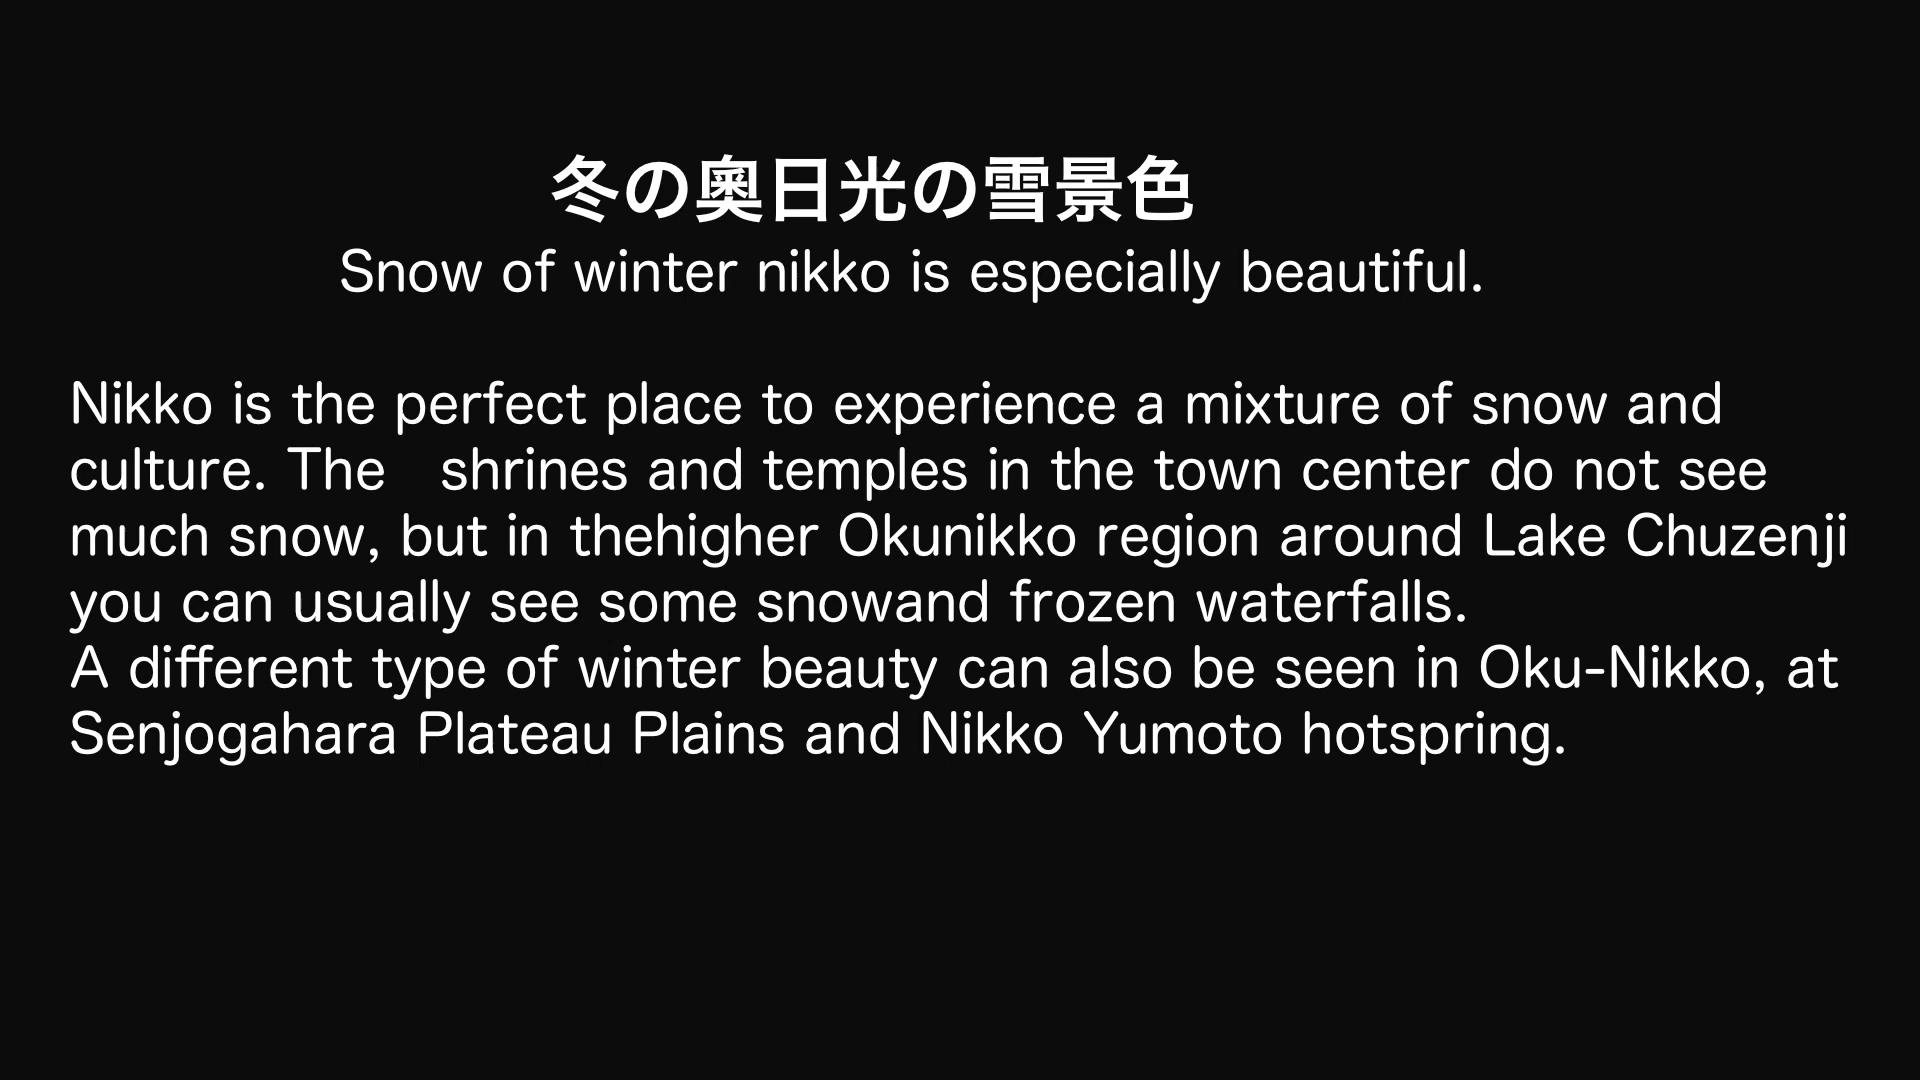 冬の奥日光の雪景色
Snow of winter nikko is especially beautiful.
Nikko is the perfect place to experience a mixture of snow and
culture. The　shrines and temples in the town center do not see
much snow, but in thehigher Okunikko region around Lake Chuzenji
you can usually see some snowand frozen waterfalls.
A different type of winter beauty can also be seen in Oku-Nikko, at
Senjogahara Plateau Plains and Nikko Yumoto hotspring.